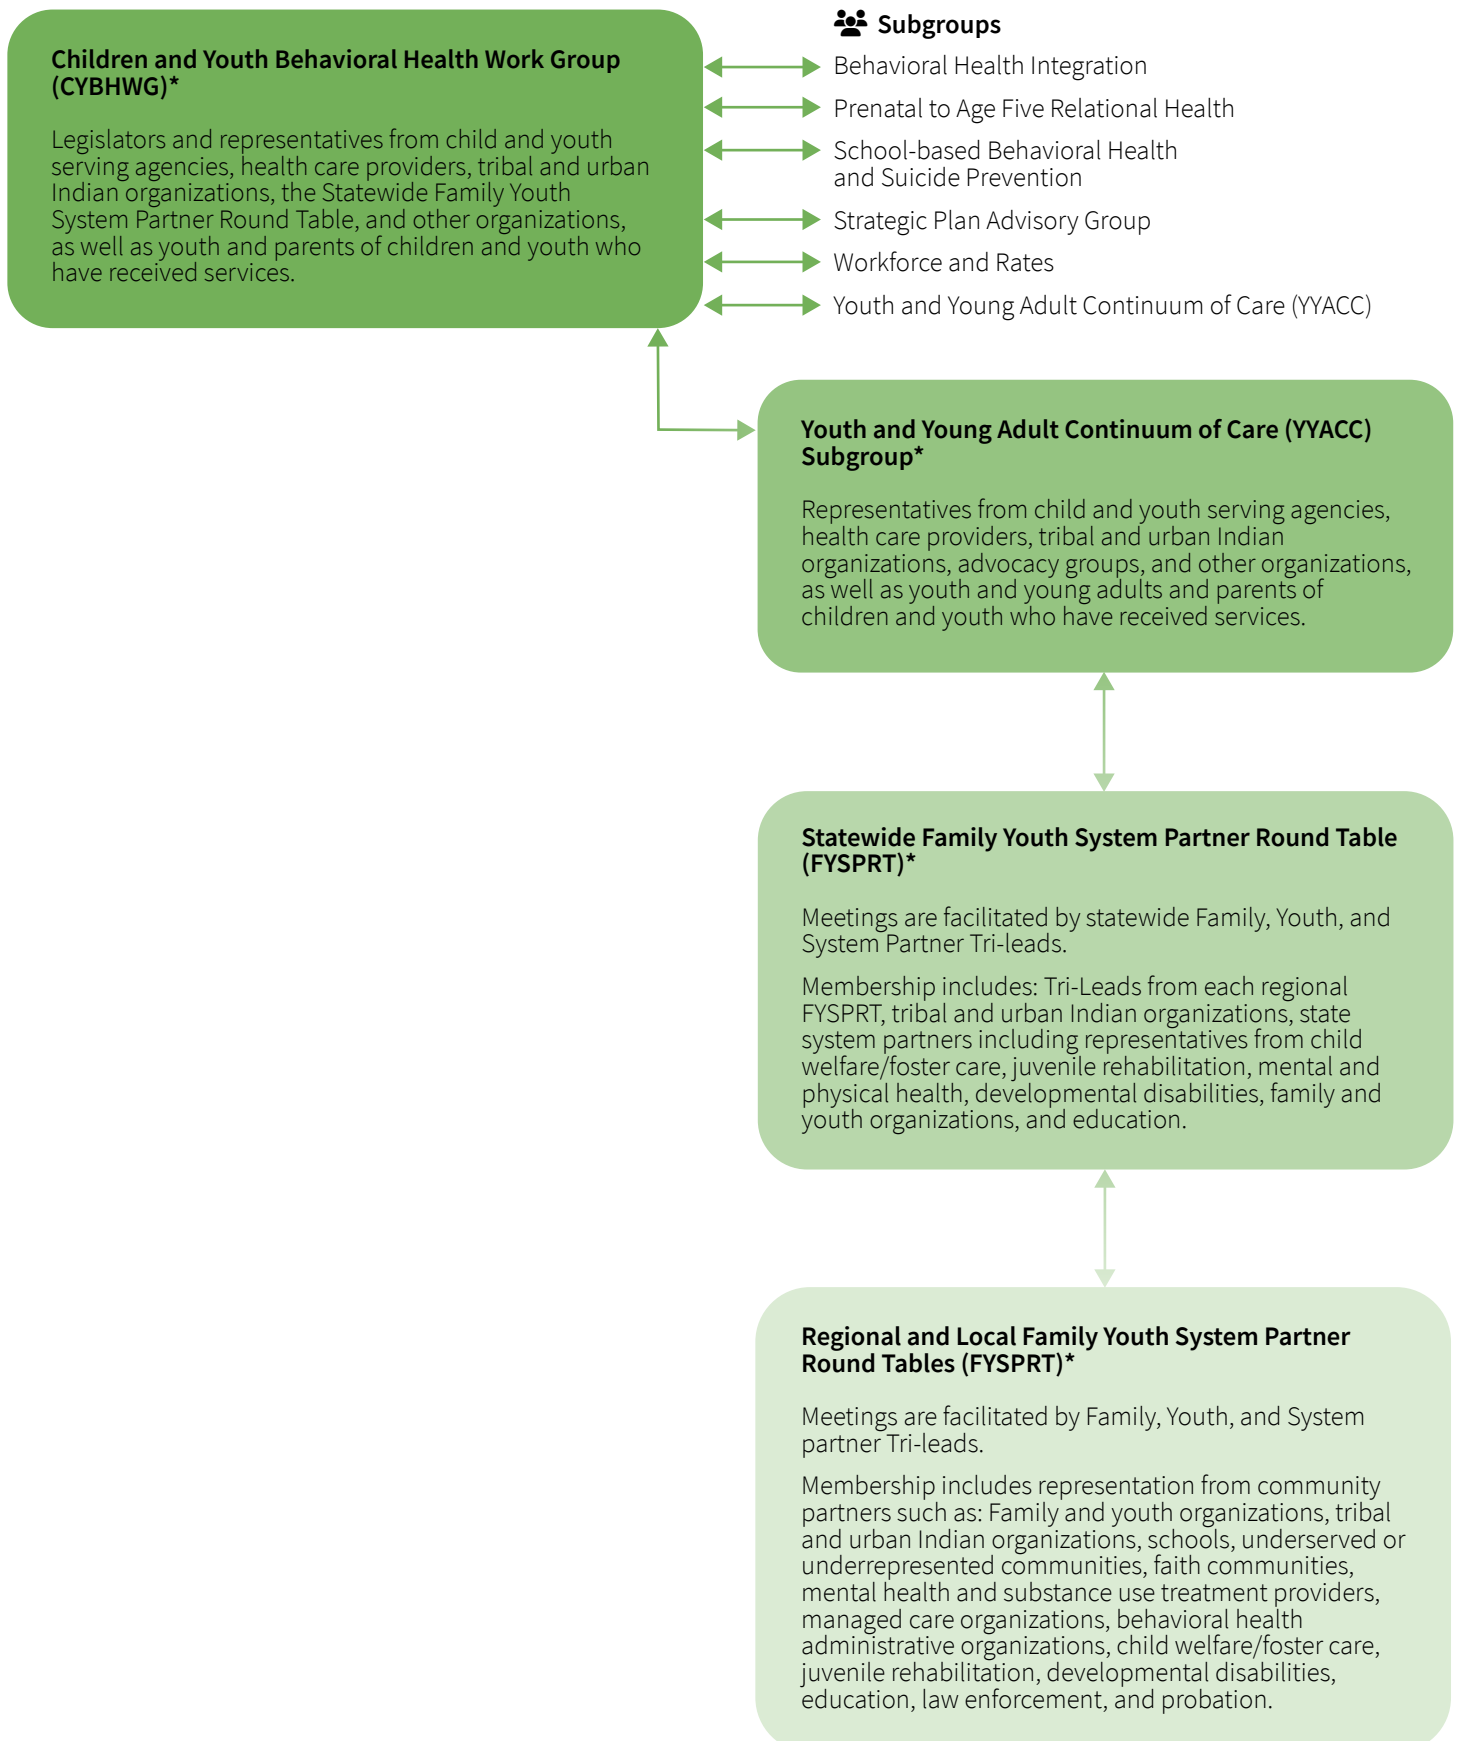 Children and Youth Behavioral Health Work Group
(CYBHWG)*
Legislators and representatives from child and youth
serving agencies, health care providers, tribal and urban
Indian organizations, the Statewide Family Youth
System Partner Round Table, and other organizations,
as well as youth and parents of children and youth who
have received services.
Subgroups
Behavioral Health Integration
Prenatal to Age Five Relational Health
School-based Behavioral Health
and Suicide Prevention
Strategic Plan Advisory Group
Workforce and Rates
Youth and Young Adult Continuum of Care (YYACC)
Youth and Young Adult Continuum of Care (YYACC)
Subgroup*
Representatives from child and youth serving agencies,
health care providers, tribal and urban Indian
organizations, advocacy groups, and other organizations,
as well as youth and young adults and parents of
children and youth who have received services.
Statewide Family Youth System Partner Round Table
(FYSPRT)*
Meetings are facilitated by statewide Family, Youth, and
System Partner Tri-leads.
Membership includes: Tri-Leads from each regional
FYSPRT, tribal and urban Indian organizations, state
system partners including representatives from child
welfare/foster care, juvenile rehabilitation, mental and
physical health, developmental disabilities, family and
youth organizations, and education.
Regional and Local Family Youth System Partner
Round Tables (FYSPRT)*
Meetings are facilitated by Family, Youth, and System
partner Tri-leads.
Membership includes representation from community
partners such as: Family and youth organizations, tribal
and urban Indian organizations, schools, underserved or
underrepresented communities, faith communities,
mental health and substance use treatment providers,
managed care organizations, behavioral health
administrative organizations, child welfare/foster care,
juvenile rehabilitation, developmental disabilities,
education, law enforcement, and probation.